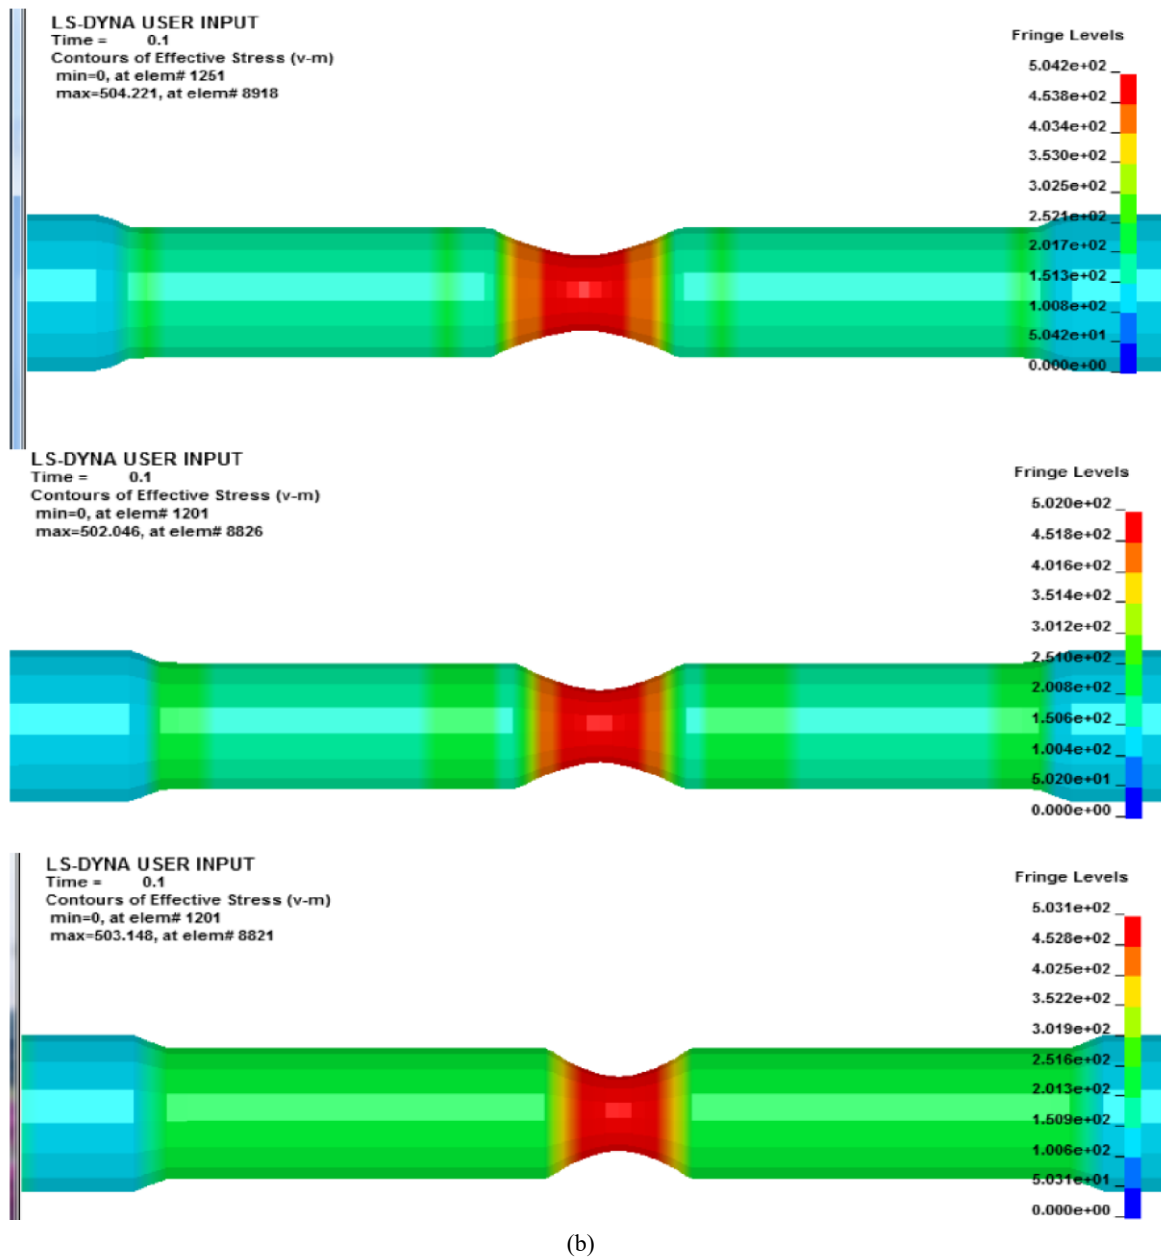 LS-DYNA USER INPUT
Time = 0.1
Contours of Effective Stress (v-m)
min=0, at elem# 1251
max=504.221, at elem# 8918
Fringe Levels
5.042e+02
4.538e+02
4.034e+02
3.530e+02
3.025e+02
2.521e+02
2.017e+02
1.513e+02
1.008e+02
5.042e+01
0.000e+00
LS-DYNA USER INPUT
Time = 0.1
Contours of Effective Stress (v-m)
min=0, at elem# 1201
max=502.046, at elem# 8826
Fringe Levels
5.020e+02
4.518e+02
4.016e+02
3.514e+02
3.012e+02
2.510e+02
2.008e+02
1.506e+02
1.004e+02
5.020e+01
0.000e+00
LS-DYNA USER INPUT
Time = 0.1
Contours of Effective Stress (v-m)
min=0, at elem# 1201
max=503.148, at elem# 8821
Fringe Levels
5.031e+02
4.528e+02
4.025e+02
3.522e+02
3.019e+02
2.516e+02
2.013e+02
1.509e+02
1.006e+02
5.031e+01
0.000e+00
(b)